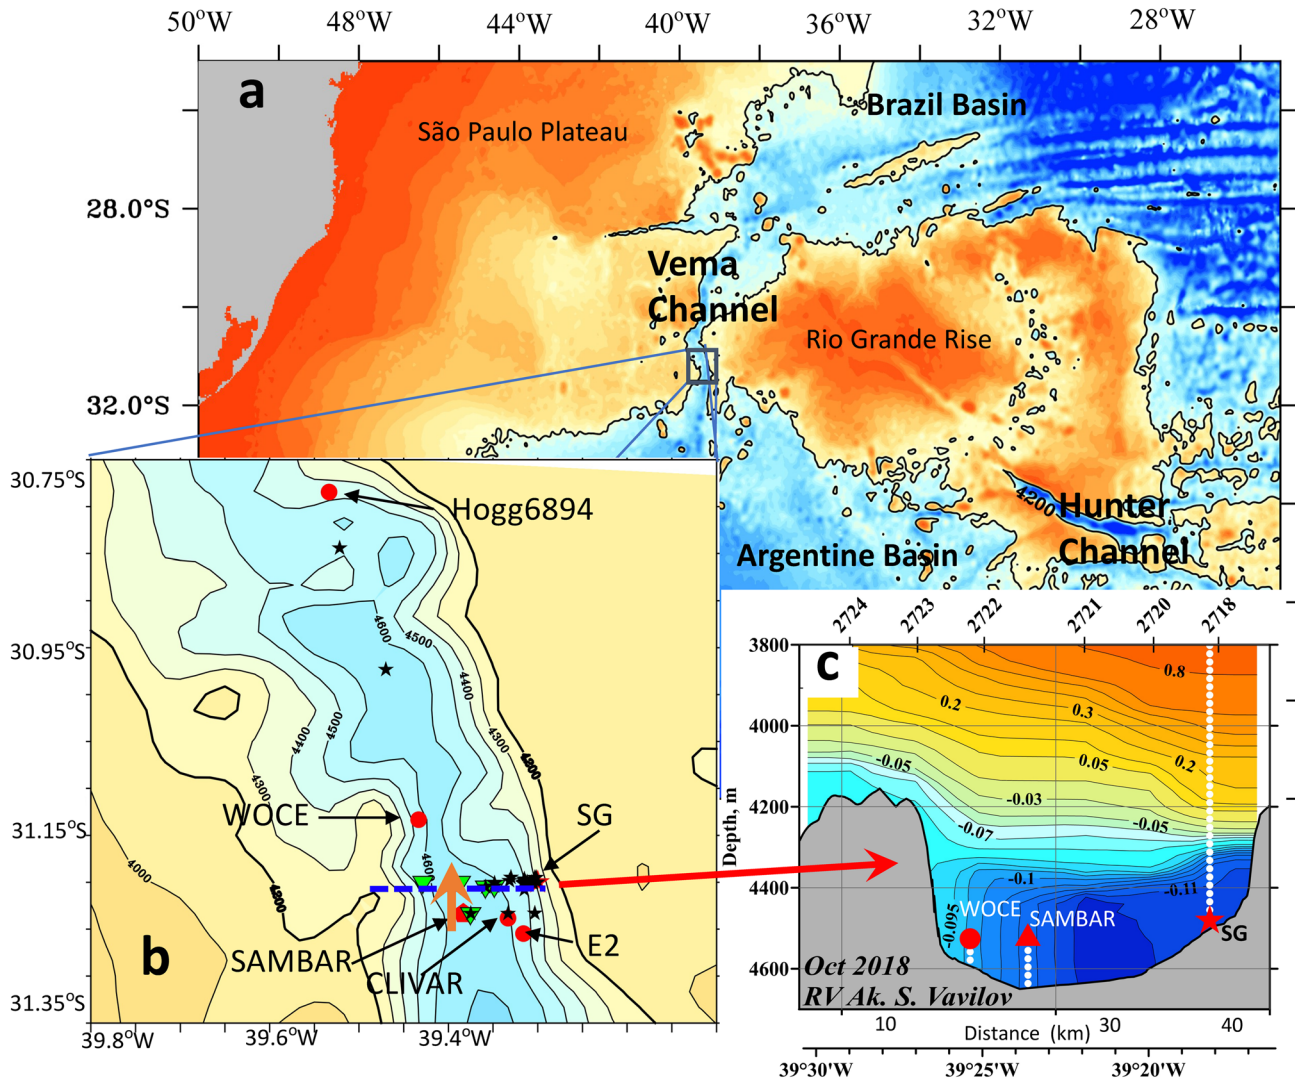 50°W 48°W 44°W 40°W 36°W 32°W 28°W
a
Brazil Basin
São Paulo Plateau
28.0°S
Vema
Channel
Rio Grande Rise
32.0°S
4200
Hunter
Channel
Argentine Basin
30.75°S
Hogg6894
4600
4500
30.95°S
4400
4500
4400
4300
4300
4200
WOCE
SG
31.15°S
4600
4000
4200
SAMBAR
E2
CLIVAR
b
31.35°S
39.8°W 39.6°W 39.4°W
2724 2723 2722 2721 2720 2718
3800
c
0.8
0.2
0.3
4000
-0.05
0.05
0.2
Depth, m
-0.03
4200
-0.05
-0.07
-0.1
-0.11
4400
-0.095
WOCE
SAMBAR
SG
4600
Oct 2018
RV Ak. S. Vavilov
10 30 40
Distance (km)
39°30'W 39°25'W 39°20'W